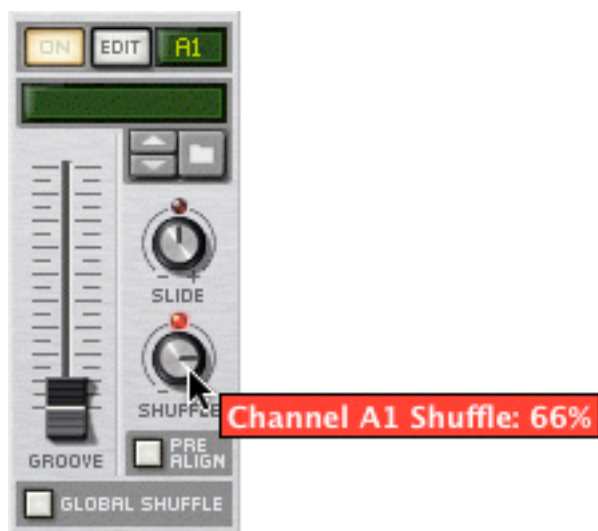 ON EDIT A1
- +
SLIDE
-
SHUFFLE
Channel A1 Shuffle: 66%
GROOVE
PRE
ALIGN
GLOBAL SHUFFLE